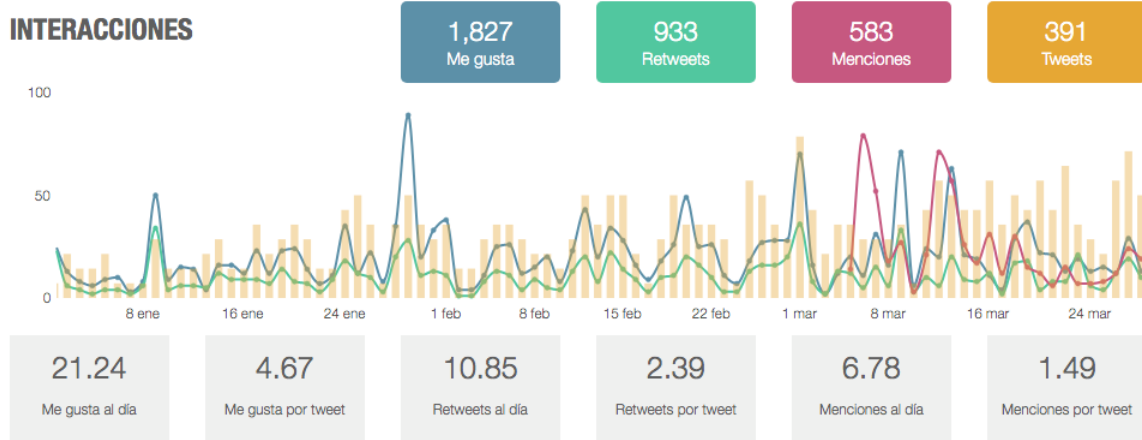 INTERACCIONES
1,827
Me gusta
933
Retweets
583
Menciones
391
Tweets
100
50
0
8 ene
16 ene
24 ene
1 feb
8 feb
15 feb
22 feb
1 mar
8 mar
16 mar
24 mar
21.24
Me gusta al día
4.67
Me gusta por tweet
10.85
Retweets al día
2.39
Retweets por tweet
6.78
Menciones al día
1.49
Menciones por tweet